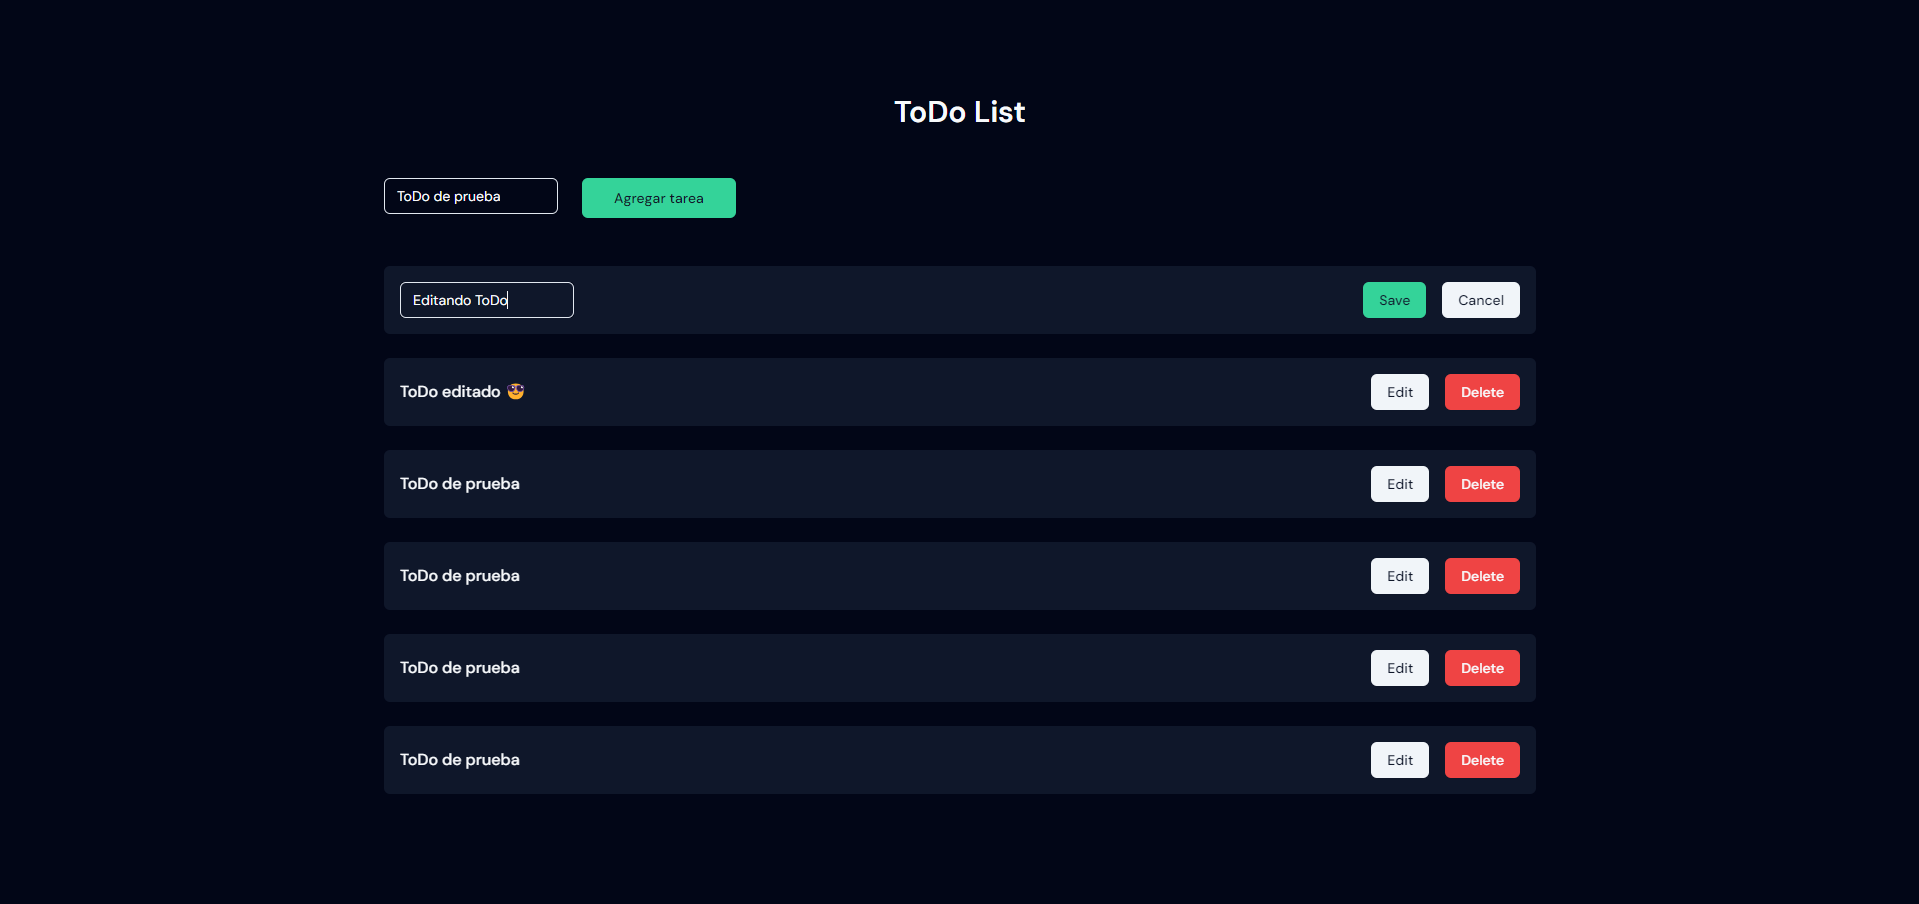 ToDo List
ToDo de prueba
Agregar tarea
Editando ToDo
Save
Cancel
ToDo editado 😎
Edit
Delete
ToDo de prueba
Edit
Delete
ToDo de prueba
Edit
Delete
ToDo de prueba
Edit
Delete
ToDo de prueba
Edit
Delete